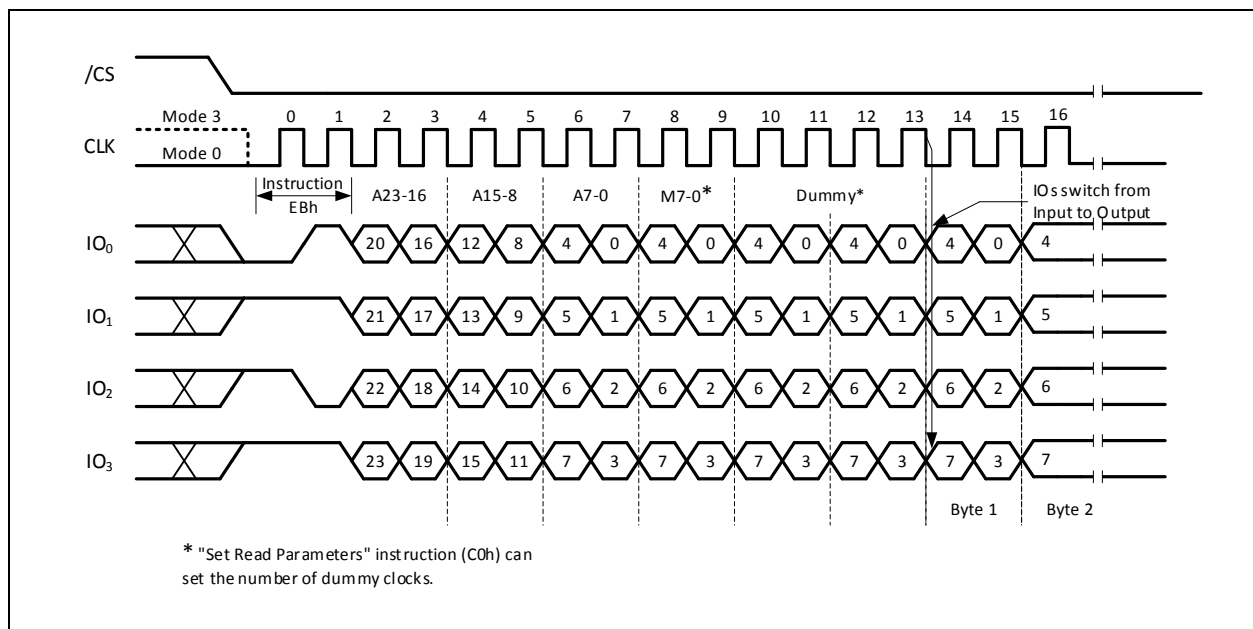 /CS
Mode 3 0 1 2 3 4 5 6 7 8 9 10 11 12 13 14 15 16
CLK
Mode 0
Instruction A23-16 A15-8 A7-0 M7-0* Dummy* IOs switch from
EBh Input to Output
IO0 20 16 12 8 4 0 4 0 4 0 4 0 4 0 4
IO1 21 17 13 9 5 1 5 1 5 1 5 1 5 1 5
IO2 22 18 14 10 6 2 6 2 6 2 6 2 6 2 6
IO3 23 19 15 11 7 3 7 3 7 3 7 3 7 3 7
Byte 1 Byte 2
* "Set Read Parameters" instruction (C0h) can
set the number of dummy clocks.